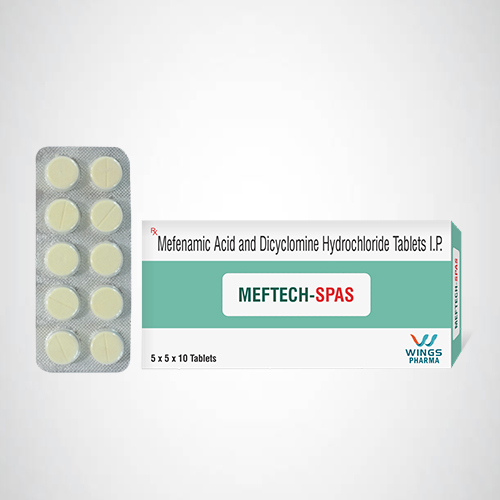 Rx
Mefenamic Acid and Dicyclomine Hydrochloride Tablets I.P.
MEFTECH-SPAS
5 x 5 x 10 Tablets
WINGS
PHARMA
MEFTECH-SPAS